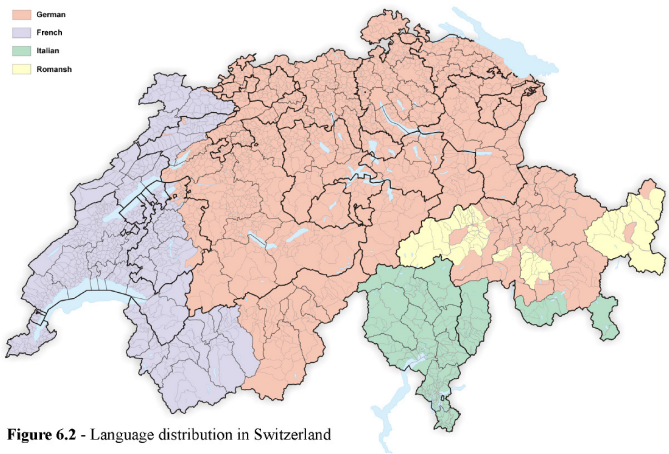 German
French
Italian
Romansh
Figure 6.2 - Language distribution in Switzerland